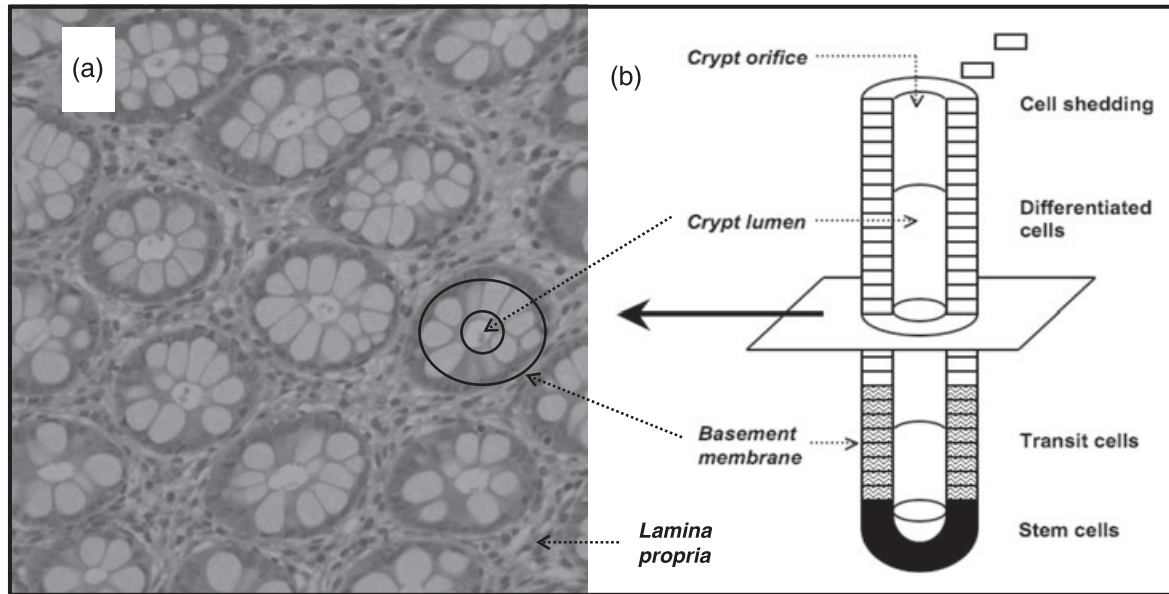 (a)
(b)
Crypt orifice
Cell shedding
Crypt lumen
Differentiated
cells
Basement
membrane
Transit cells
Lamina
propria
Stem cells